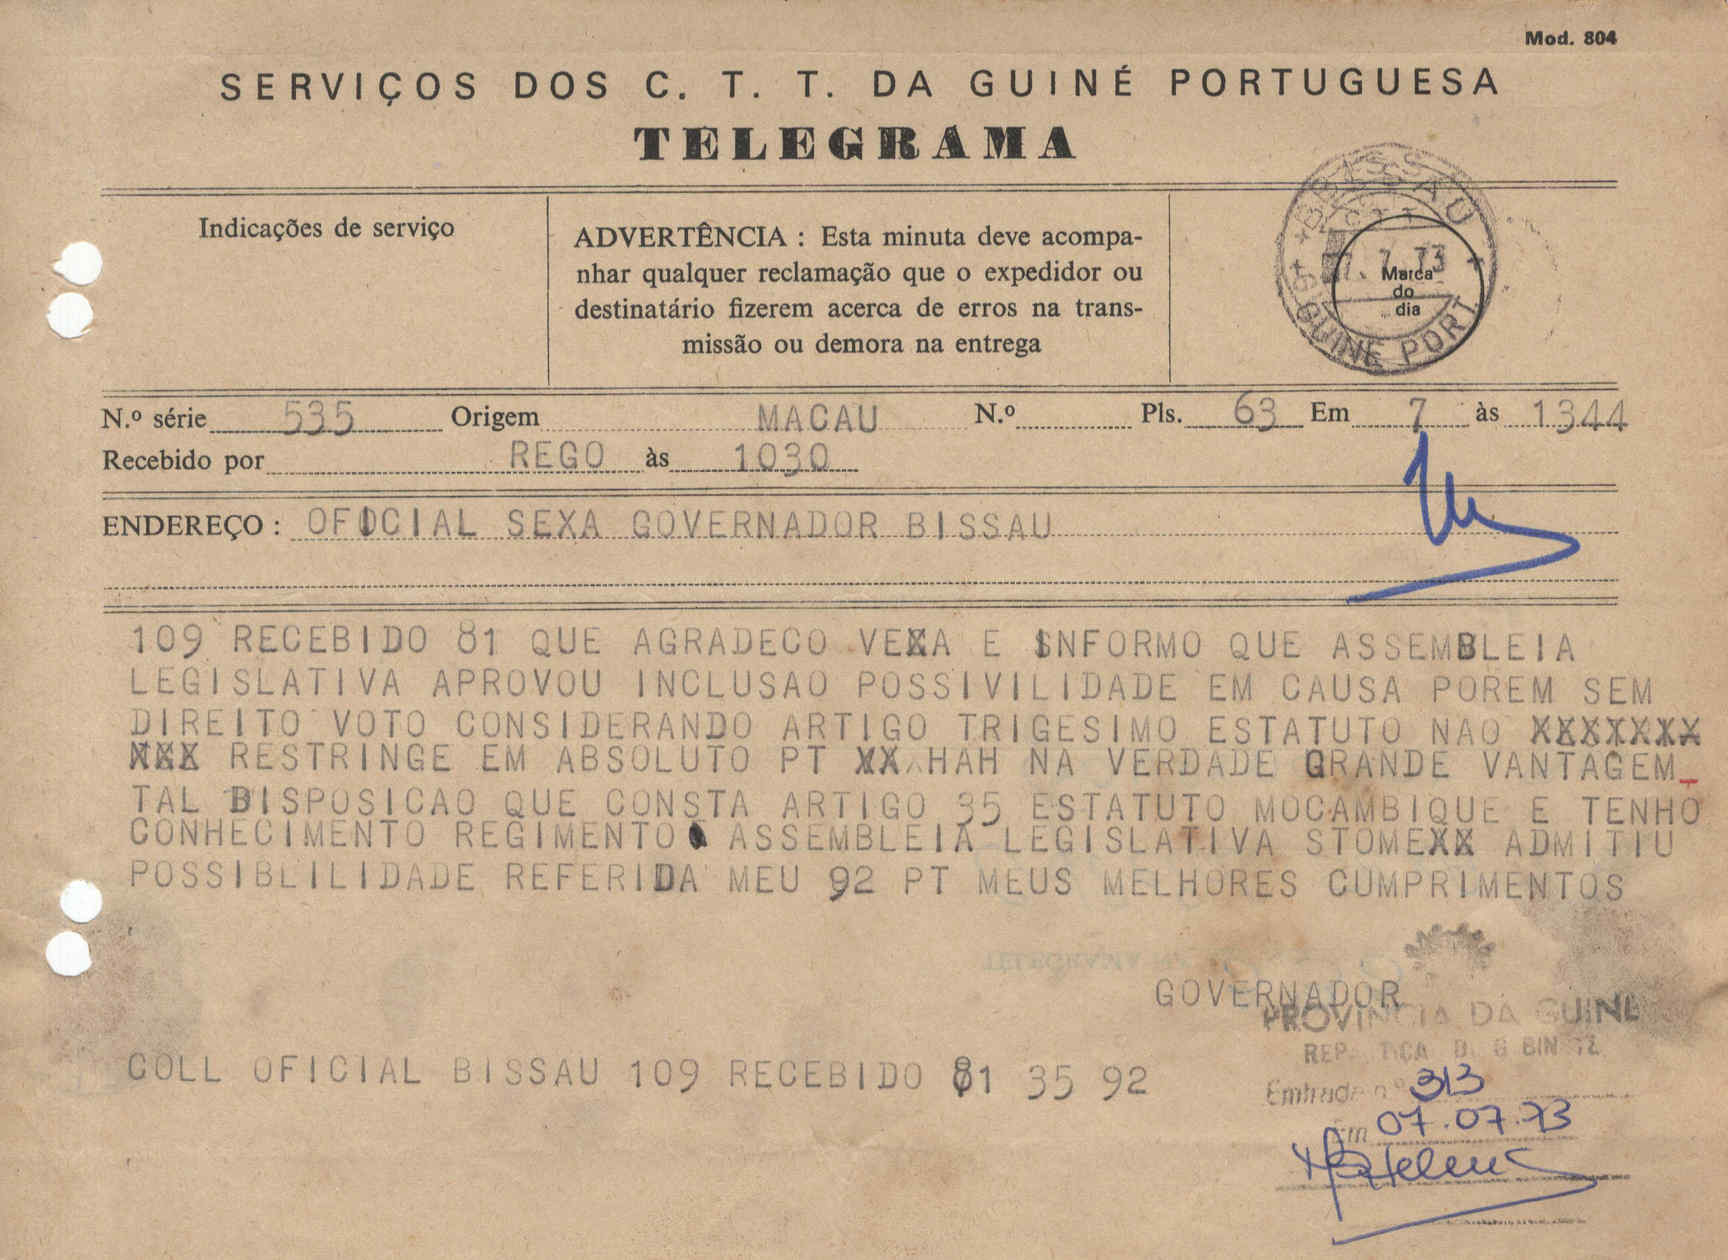 Mod. 804
SERVIÇOS DOS C. T. T. DA GUINÉ PORTUGUESA
TELEGRAMA
Indicações de serviço
ADVERTÊNCIA : Esta minuta deve acompa-
nhar qualquer reclamação que o expedidor ou
destinatário fizerem acerca de erros na trans-
missão ou demora na entrega
BISSAU
C T T
7. 7. 73
Marca
do
dia
GUINÉ PORT.
N.º série 535 Origem MACAU N.º Pls. 63 Em 7 às 1344
Recebido por REGO às 1030
ENDEREÇO : OFICIAL SEXA GOVERNADOR BISSAU
109 RECEBIDO 81 QUE AGRADECO VEXA E INFORMO QUE ASSEMBLEIA
LEGISLATIVA APROVOU INCLUSAO POSSIVILIDADE EM CAUSA POREM SEM
DIREITO VOTO CONSIDERANDO ARTIGO TRIGESIMO ESTATUTO NAO XXXXXXX
XXX RESTRINGE EM ABSOLUTO PT XX HAH NA VERDADE GRANDE VANTAGEM
TAL DISPOSICAO QUE CONSTA ARTIGO 35 ESTATUTO MOCAMBIQUE E TENHO
CONHECIMENTO REGIMENTO ASSEMBLEIA LEGISLATIVA STOMEXX ADMITIU
POSSIBLILIDADE REFERIDA MEU 92 PT MEUS MELHORES CUMPRIMENTOS
GOVERNADOR
PROVINCIA DA GUINÉ
COLL OFICIAL BISSAU 109 RECEBIDO 81 35 92
Entrada nº 313
Em 07.07.73